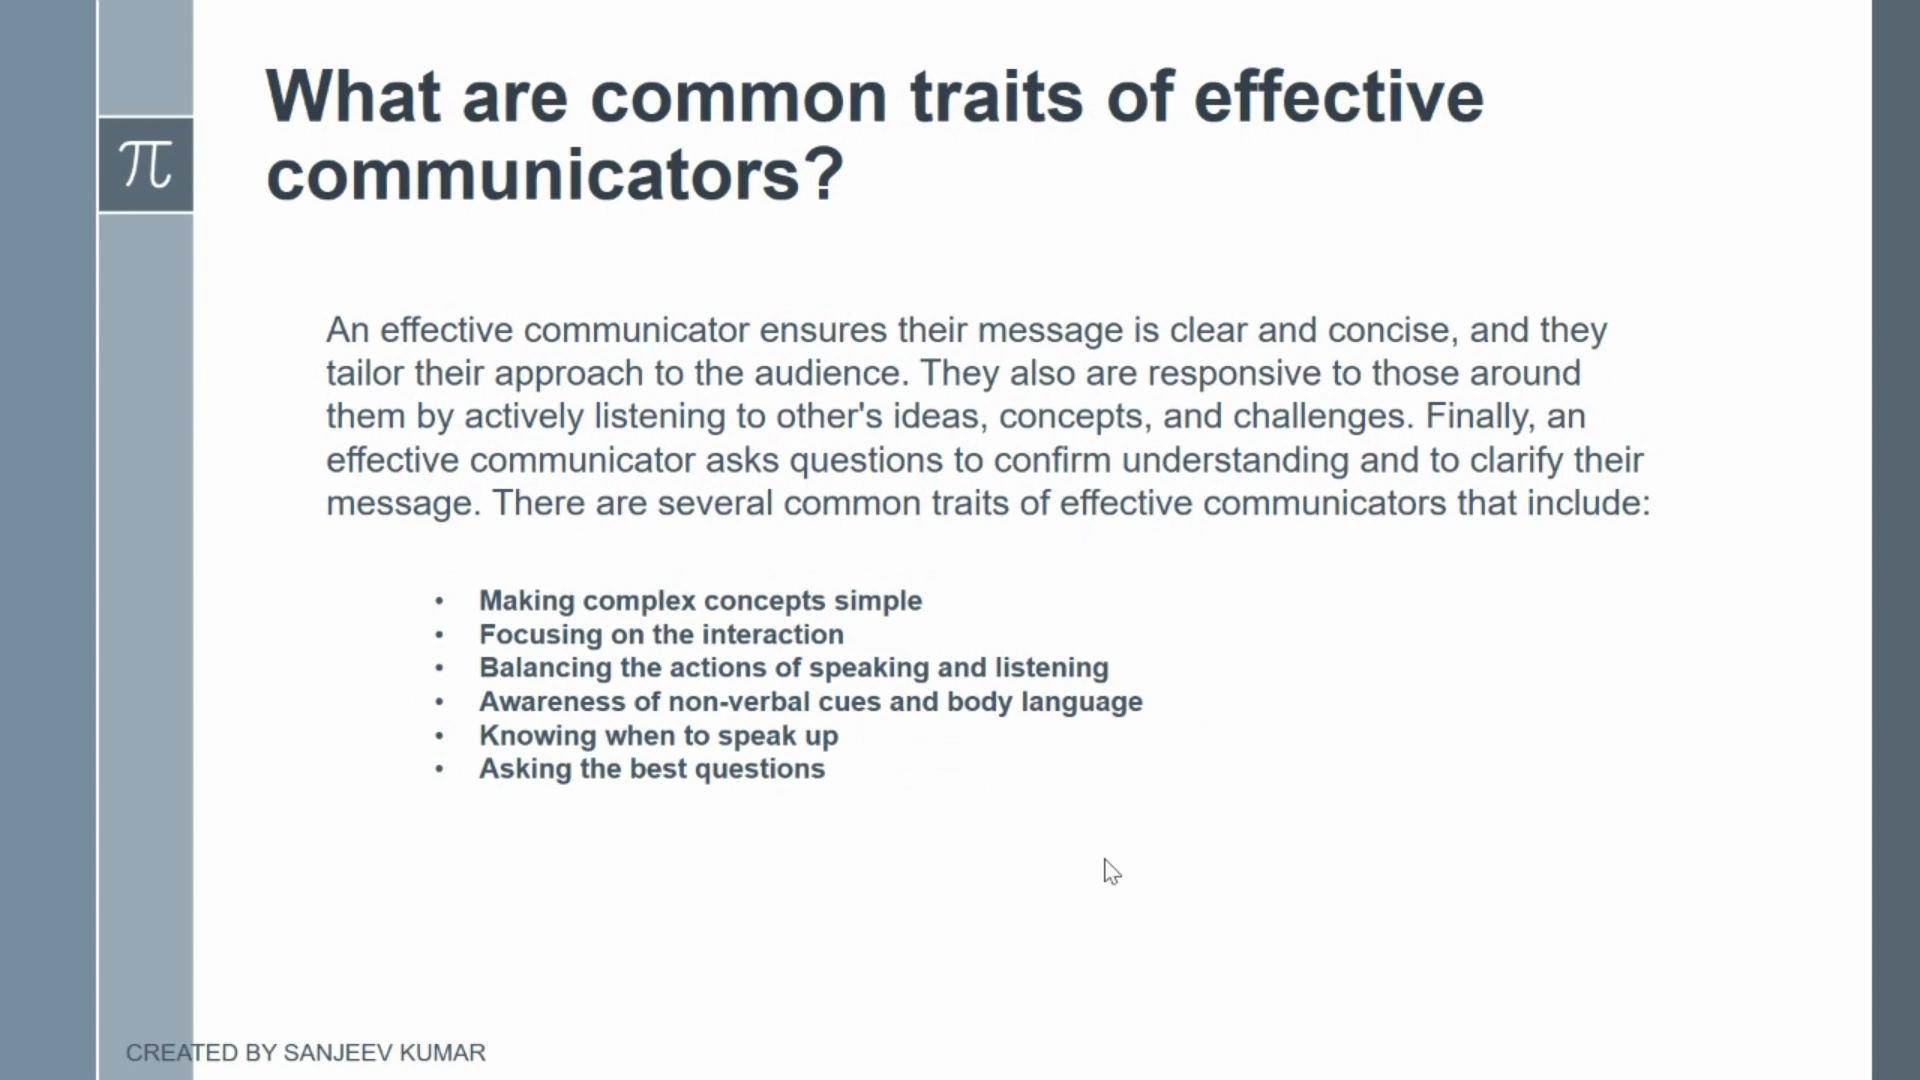 What are common traits of effective
communicators?
π
An effective communicator ensures their message is clear and concise, and they
tailor their approach to the audience. They also are responsive to those around
them by actively listening to other's ideas, concepts, and challenges. Finally, an
effective communicator asks questions to confirm understanding and to clarify their
message. There are several common traits of effective communicators that include:
• Making complex concepts simple
• Focusing on the interaction
• Balancing the actions of speaking and listening
• Awareness of non-verbal cues and body language
• Knowing when to speak up
• Asking the best questions
CREATED BY SANJEEV KUMAR